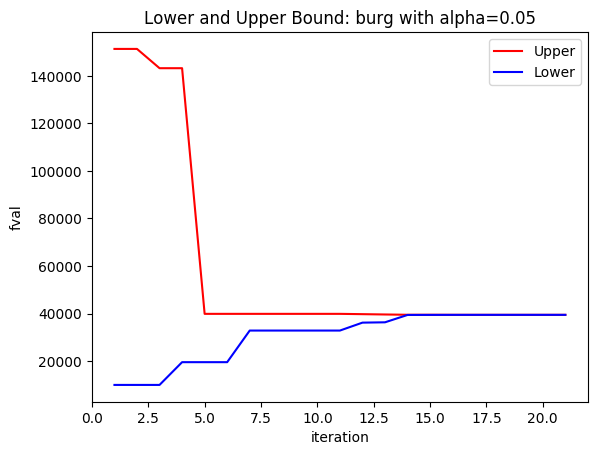 Lower and Upper Bound: burg with alpha=0.05
Upper
Lower
140000
120000
100000
80000
60000
40000
20000
fval
0.0 2.5 5.0 7.5 10.0 12.5 15.0 17.5 20.0
iteration